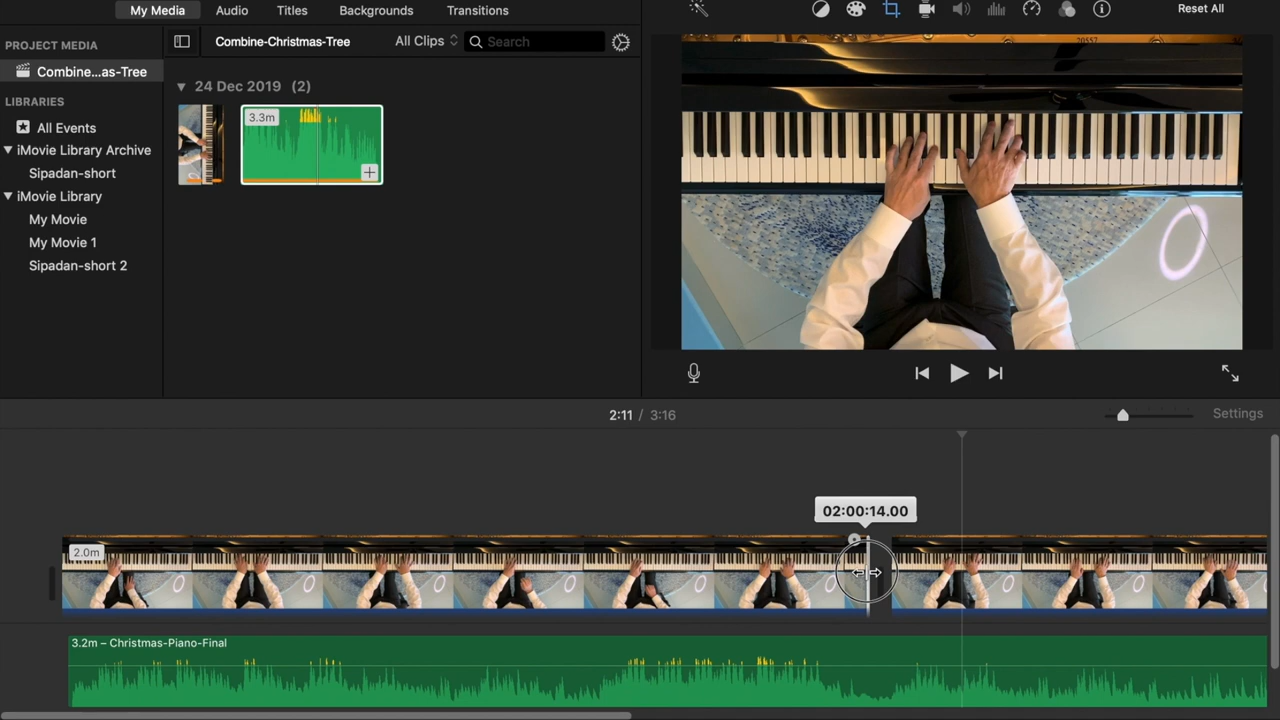 My Media Audio Titles Backgrounds Transitions
Reset All
PROJECT MEDIA
Combine-Christmas-Tree
All Clips
Search
Combine...as-Tree
24 Dec 2019 (2)
LIBRARIES
3.3m
All Events
iMovie Library Archive
Sipadan-short
iMovie Library
My Movie
My Movie 1
Sipadan-short 2
2:11 / 3:16
Settings
02:00:14.00
2.0m
3.2m – Christmas-Piano-Final